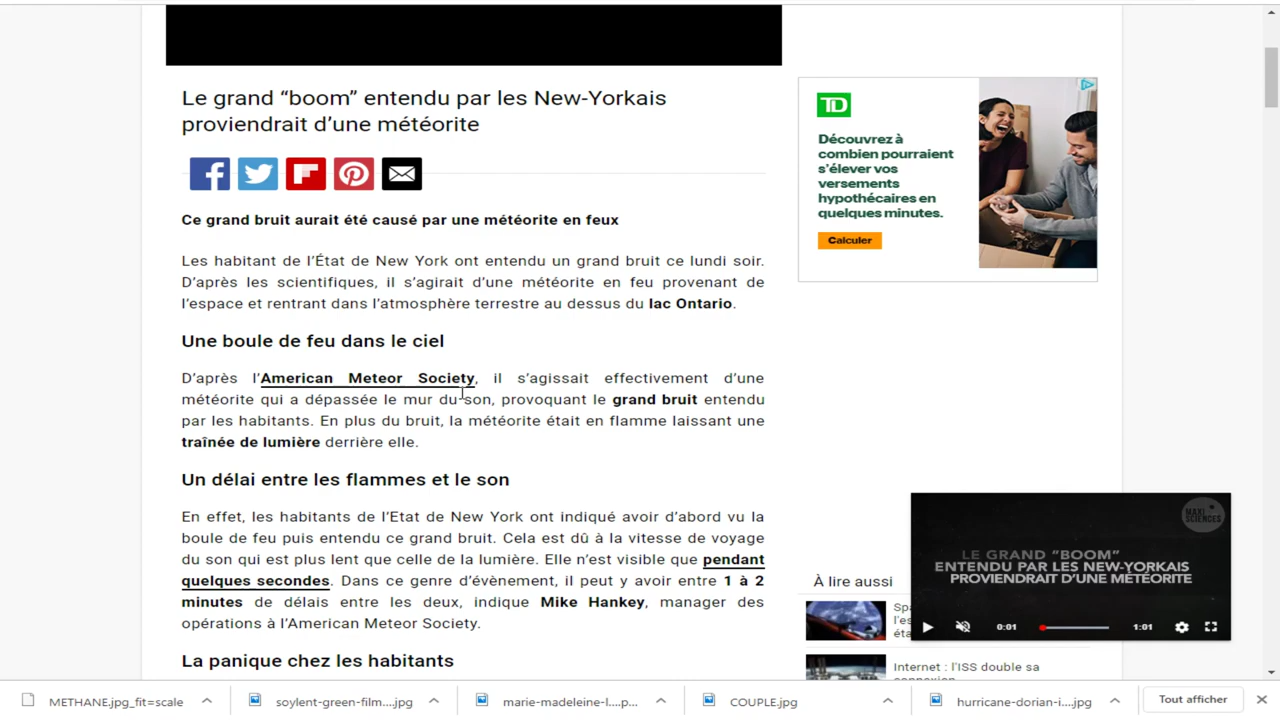 Le grand “boom” entendu par les New-Yorkais
proviendrait d’une météorite
Ce grand bruit aurait été causé par une météorite en feux
Les habitant de l’État de New York ont entendu un grand bruit ce lundi soir.
D’après les scientifiques, il s’agirait d’une météorite en feu provenant de
l’espace et rentrant dans l’atmosphère terrestre au dessus du lac Ontario.
Une boule de feu dans le ciel
D’après l’American Meteor Society, il s’agissait effectivement d’une
météorite qui a dépassée le mur du son, provoquant le grand bruit entendu
par les habitants. En plus du bruit, la météorite était en flamme laissant une
traînée de lumière derrière elle.
Un délai entre les flammes et le son
En effet, les habitants de l’Etat de New York ont indiqué avoir d’abord vu la
boule de feu puis entendu ce grand bruit. Cela est dû à la vitesse de voyage
du son qui est plus lent que celle de la lumière. Elle n’est visible que pendant
quelques secondes. Dans ce genre d’évènement, il peut y avoir entre 1 à 2
minutes de délais entre les deux, indique Mike Hankey, manager des
opérations à l’American Meteor Society.
La panique chez les habitants
TD
Découvrez à
combien pourraient
s’élever vos
versements
hypothécaires en
quelques minutes.
Calculer
MAXI
SCIENCES
LE GRAND “BOOM”
ENTENDU PAR LES NEW-YORKAIS
PROVIENDRAIT D’UNE MÉTÉORITE
0:01
1:01
À lire aussi
Internet : l’ISS double sa
METHANE.jpg_fit=scale
soylent-green-film....jpg
marie-madeleine-l....p...
COUPLE.jpg
hurricane-dorian-i....jpg
Tout afficher